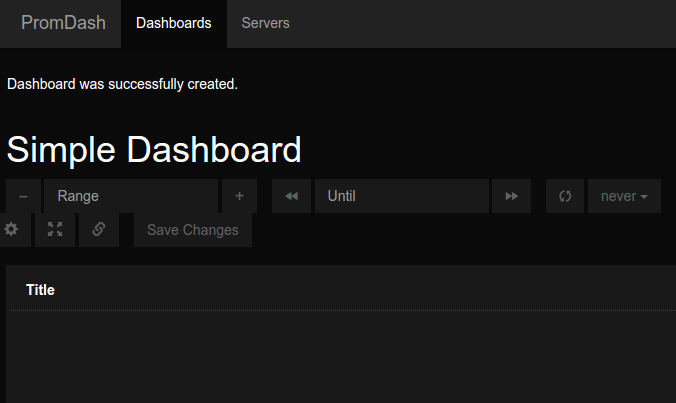 PromDash Dashboards Servers
Dashboard was successfully created.
Simple Dashboard
– Range + Until never
Save Changes
Title